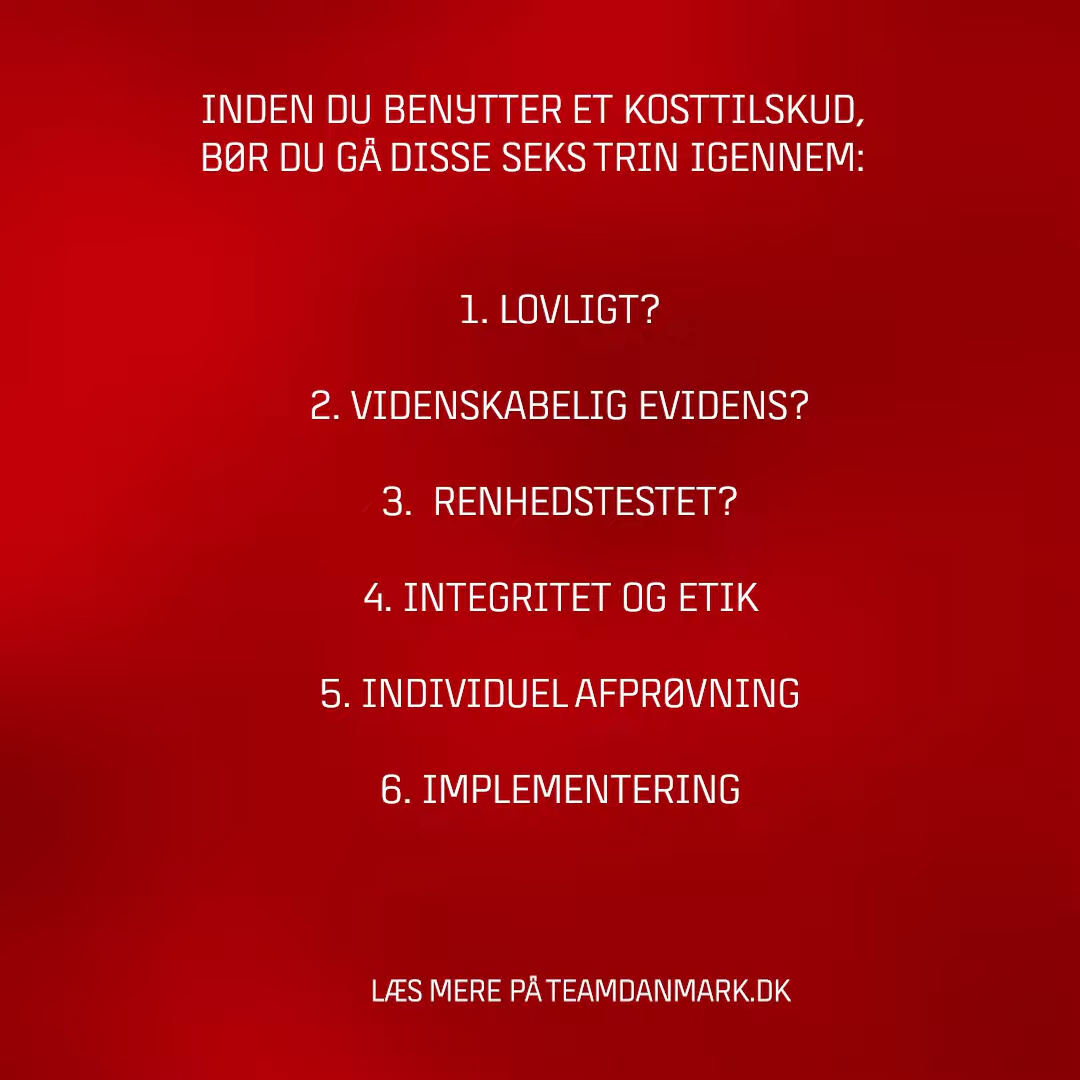 INDEN DU BENYTTER ET KOSTTILSKUD,
BØR DU GÅ DISSE SEKS TRIN IGENNEM:
1. LOVLIGT?
2. VIDENSKABELIG EVIDENS?
3. RENHEDSTESTET?
4. INTEGRITET OG ETIK
5. INDIVIDUEL AFPRØVNING
6. IMPLEMENTERING
LÆS MERE PÅ TEAMDANMARK.DK